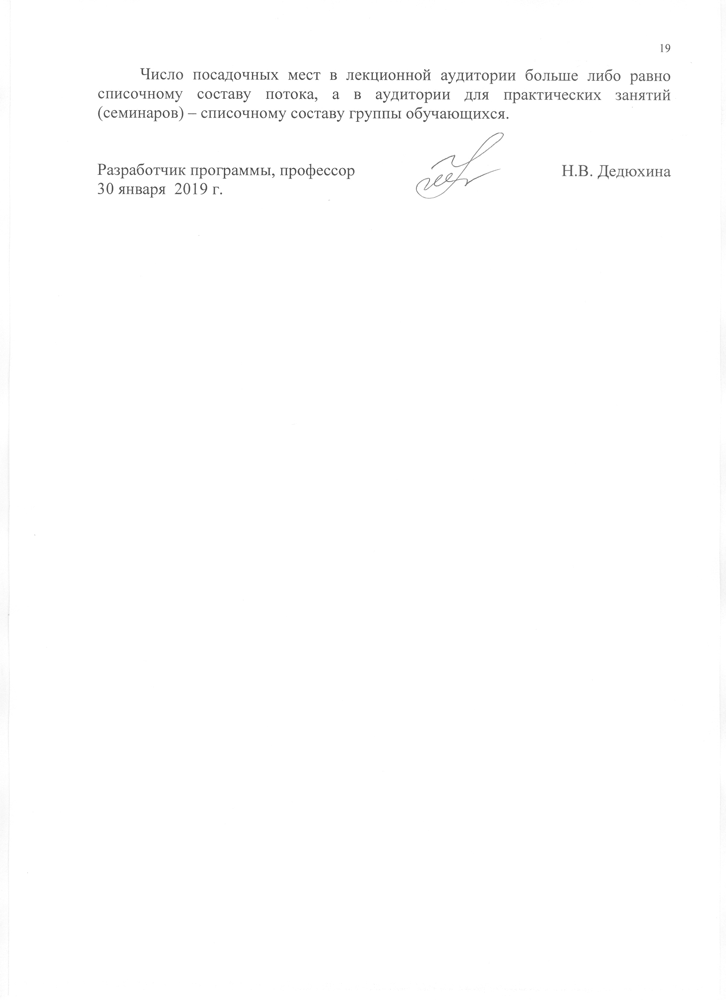 19
Число посадочных мест в лекционной аудитории больше либо равно
списочному составу потока, а в аудитории для практических занятий
(семинаров) – списочному составу группы обучающихся.
Разработчик программы, профессор Н.В. Дедюхина
30 января 2019 г.